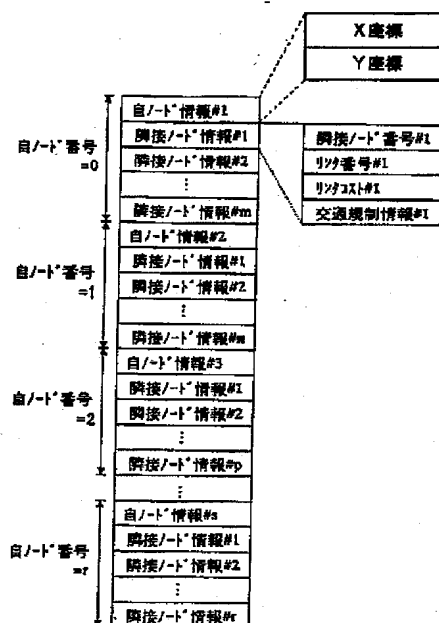 X座標
Y座標
自ノード情報#1
隣接ノード情報#1
隣接ノード情報#2
⋮
隣接ノード情報#m
自ノード番号
=0
隣接ノード番号#1
リンク番号#1
リンクコスト#1
交通規制情報#1
自ノード情報#2
隣接ノード情報#1
隣接ノード情報#2
⋮
隣接ノード情報#n
自ノード番号
=1
自ノード情報#3
隣接ノード情報#1
隣接ノード情報#2
⋮
隣接ノード情報#p
自ノード番号
=2
⋮
自ノード情報#s
隣接ノード情報#1
隣接ノード情報#2
⋮
隣接ノード情報#r
自ノード番号
=r